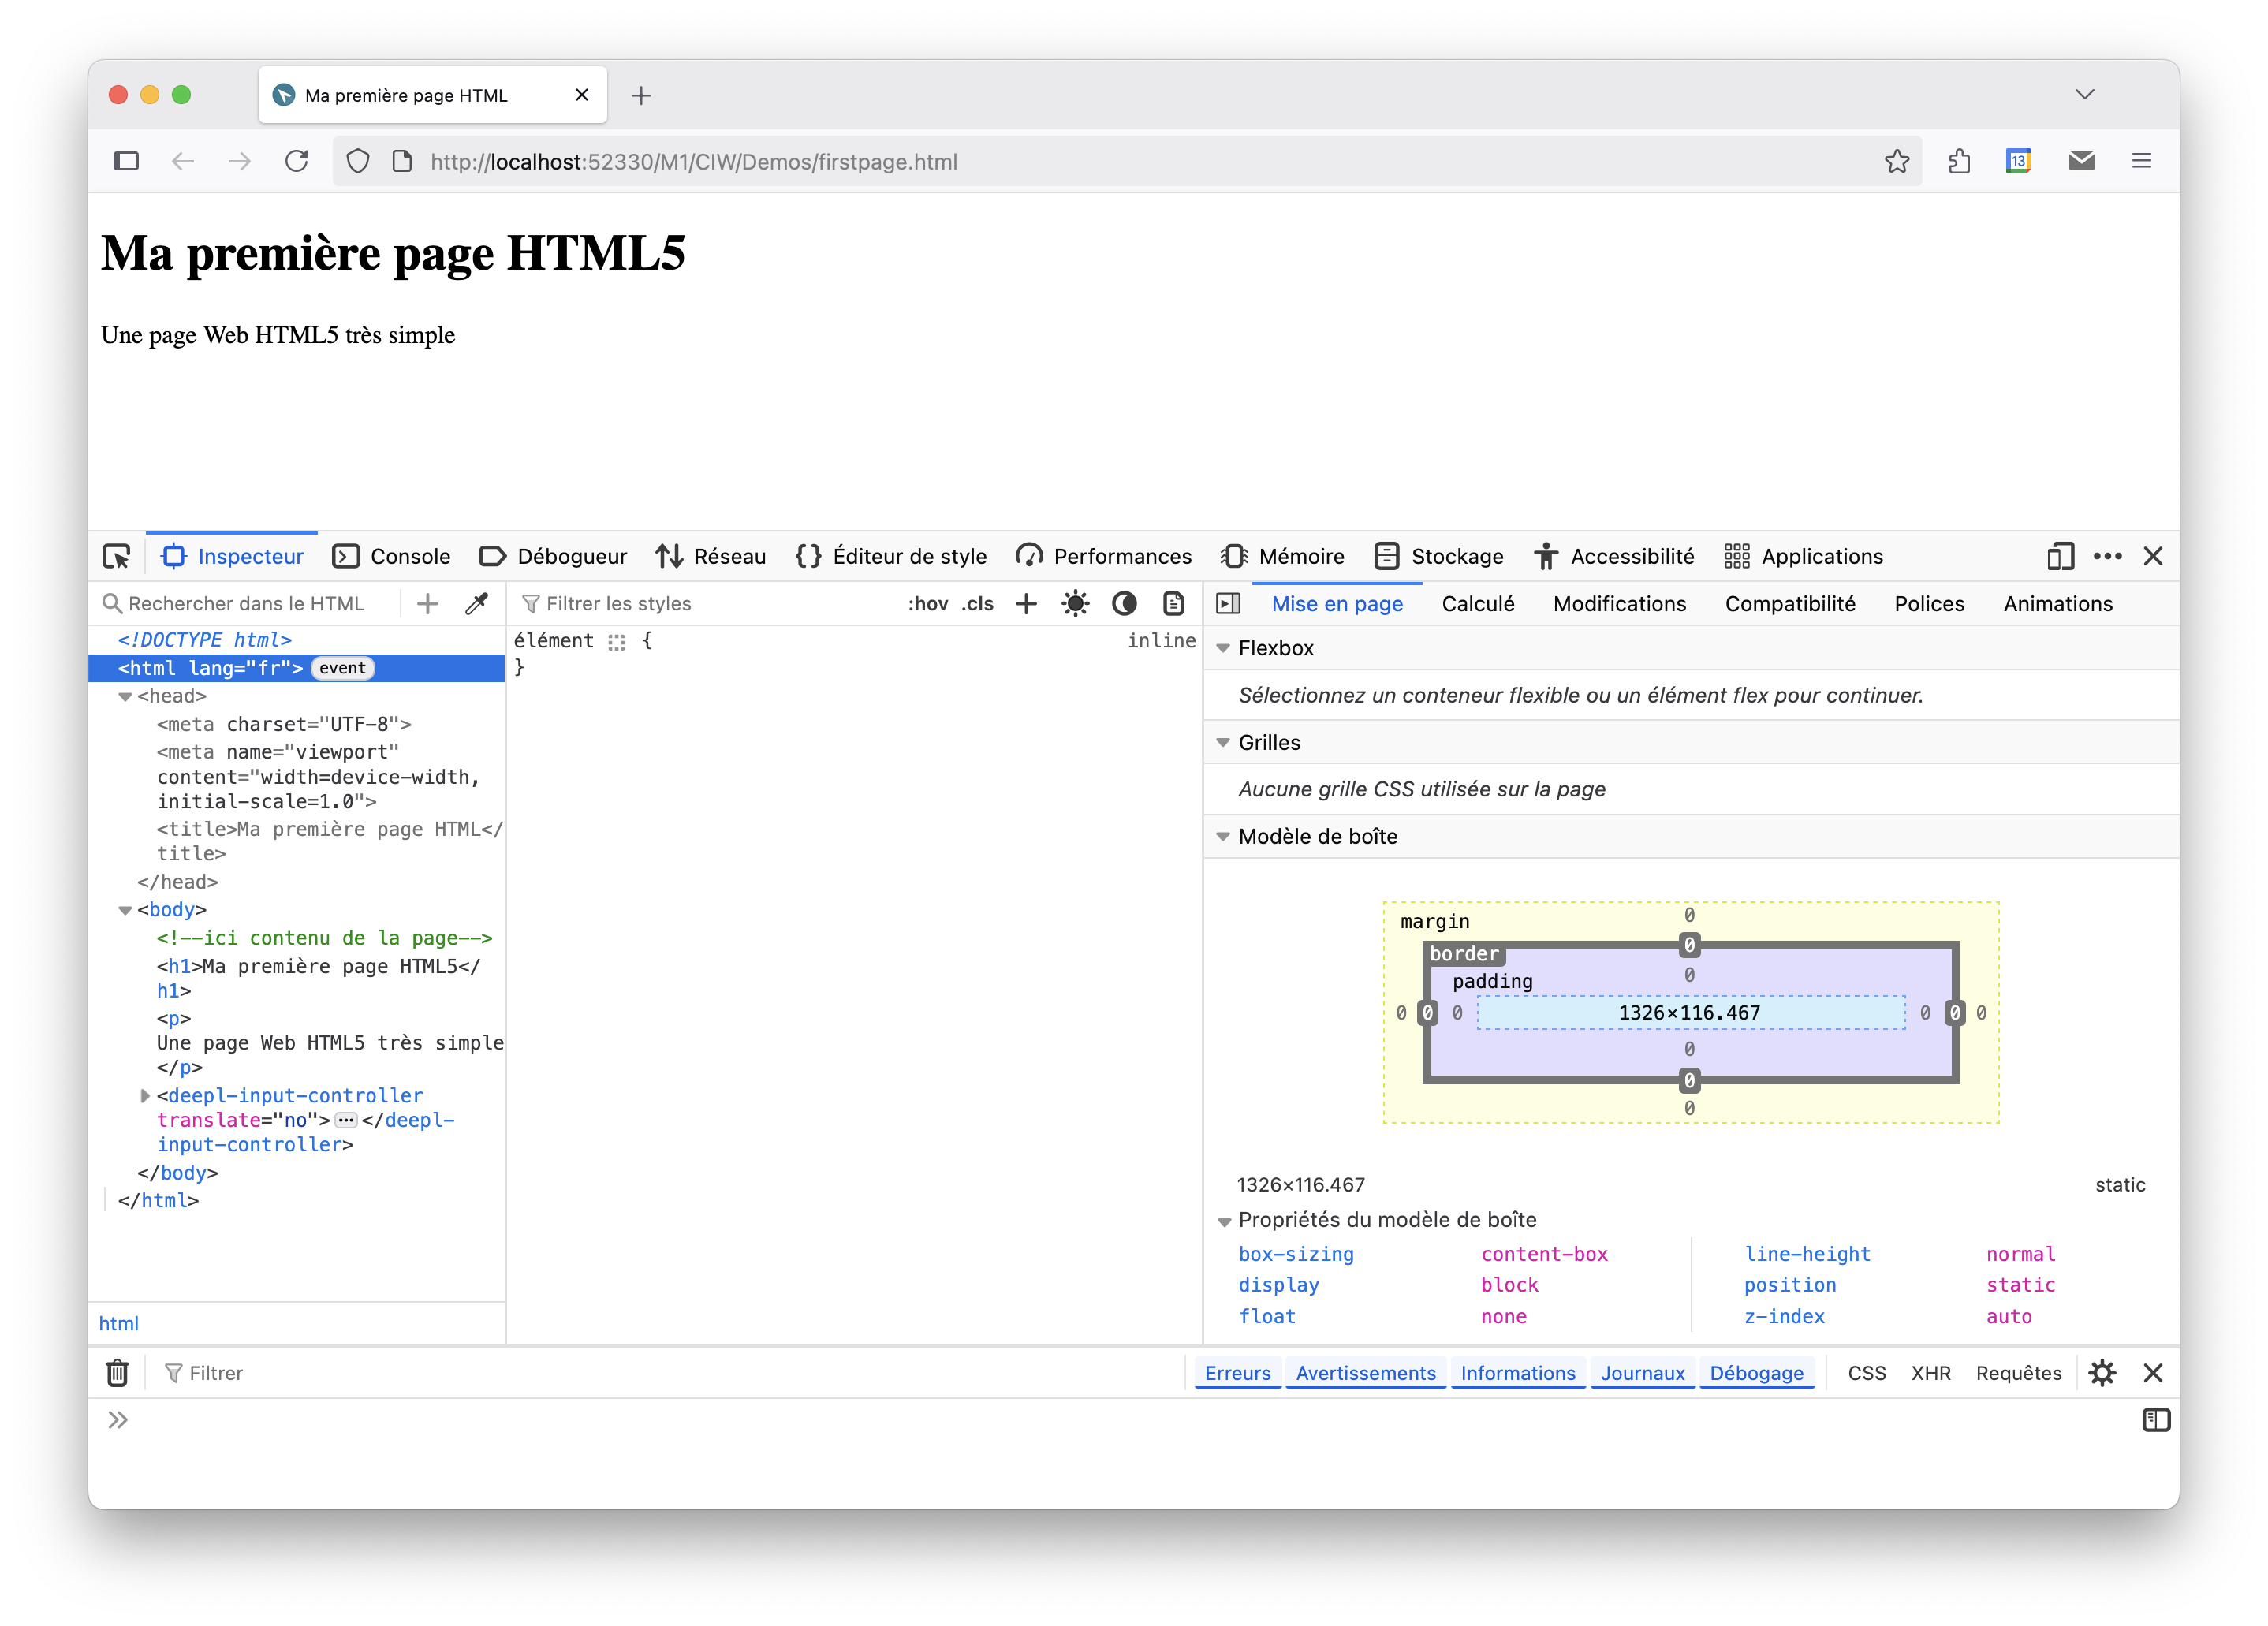 Ma première page HTML
http://localhost:52330/M1/CIW/Demos/firstpage.html
13
Ma première page HTML5
Une page Web HTML5 très simple
Inspecteur Console Débogueur Réseau Éditeur de style Performances Mémoire Stockage Accessibilité Applications
Rechercher dans le HTML
<!DOCTYPE html>
<html lang="fr"> event
<head>
<meta charset="UTF-8">
<meta name="viewport"
content="width=device-width,
initial-scale=1.0">
<title>Ma première page HTML</
title>
</head>
<body>
<!--ici contenu de la page-->
<h1>Ma première page HTML5</
h1>
<p>
Une page Web HTML5 très simple
</p>
<deepl-input-controller
translate="no"></deepl-
input-controller>
</body>
</html>
html
Filtrer les styles :hov .cls
élément { inline
}
Mise en page Calculé Modifications Compatibilité Polices Animations
Flexbox
Sélectionnez un conteneur flexible ou un élément flex pour continuer.
Grilles
Aucune grille CSS utilisée sur la page
Modèle de boîte
margin 0
border 0
padding 0
0 0 0 1326×116.467 0 0 0
0
0
0
1326×116.467 static
Propriétés du modèle de boîte
box-sizing content-box line-height normal
display block position static
float none z-index auto
Filtrer Erreurs Avertissements Informations Journaux Débogage CSS XHR Requêtes